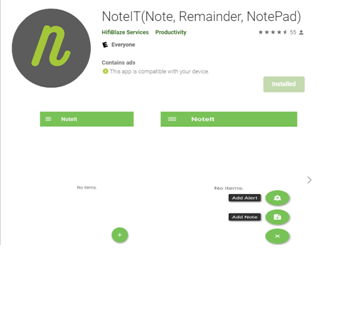 n
NoteIT(Note, Remainder, NotePad)
HifiBlaze Services Productivity
55
Everyone
Contains ads
This app is compatible with your device.
Installed
NoteIt
NoteIt
No Items.
No Items.
Add Alert
Add Note